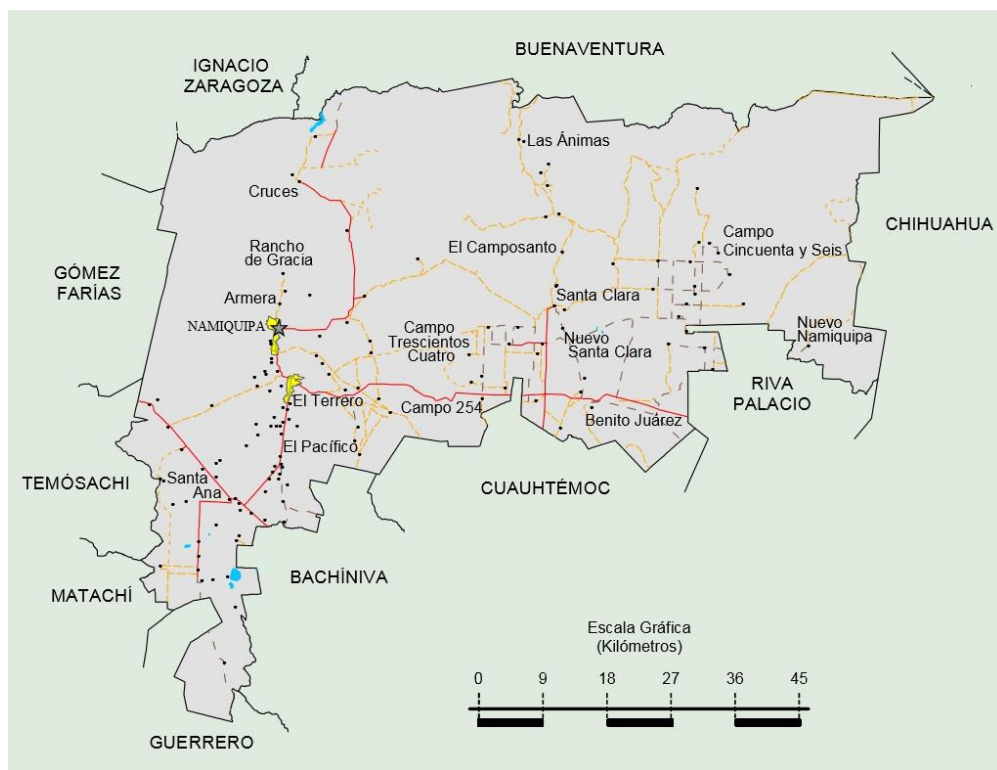 BUENAVENTURA
IGNACIO
ZARAGOZA
Las Ánimas
Cruces
CHIHUAHUA
Campo
Cincuenta y Seis
El Camposanto
Rancho
de Gracia
GÓMEZ
FARÍAS
Armera
Santa Clara
NAMIQUIPA
Campo
Trescientos
Cuatro
Nuevo
Santa Clara
Nuevo
Namiquipa
RIVA
PALACIO
El Terrero
Campo 254
Benito Juárez
El Pacífico
TEMÓSACHI
Santa
Ana
CUAUHTÉMOC
BACHÍNIVA
MATACHÍ
Escala Gráfica
(Kilómetros)
0 9 18 27 36 45
GUERRERO